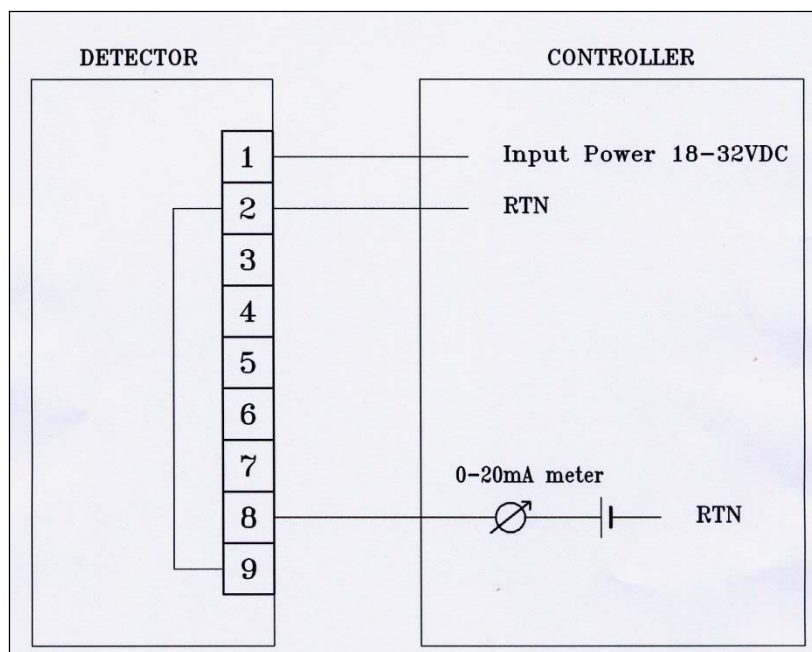 DETECTOR
CONTROLLER
1
Input Power 18-32VDC
2
RTN
3
4
5
6
7
0-20mA meter
8
RTN
9